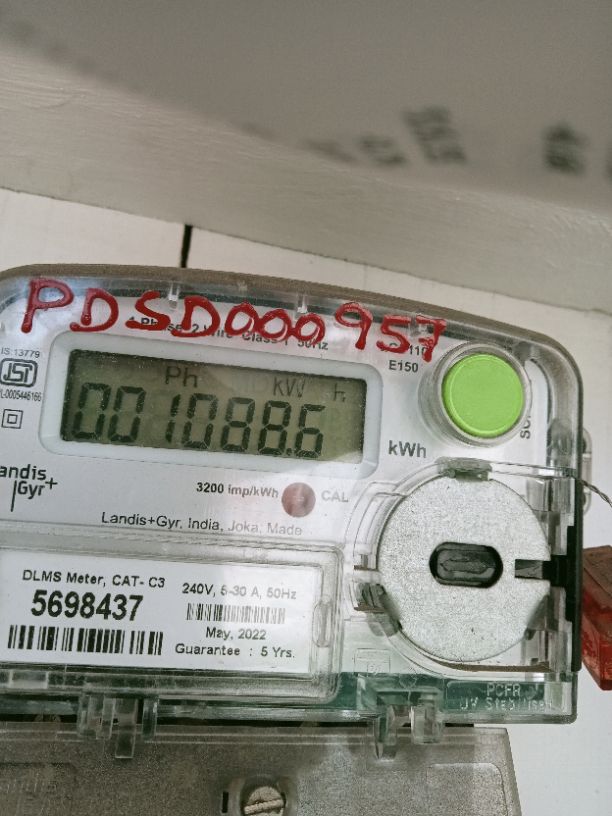 PDSD000957
IS:13779
E150
Ph kW h
001088.6
kWh
Landis
Gyr+
3200 imp/kWh CAL
Landis+Gyr, India, Joka, Made
DLMS Meter, CAT- C3
5698437
240V, 5-30 A, 50Hz
May, 2022
Guarantee : 5 Yrs.